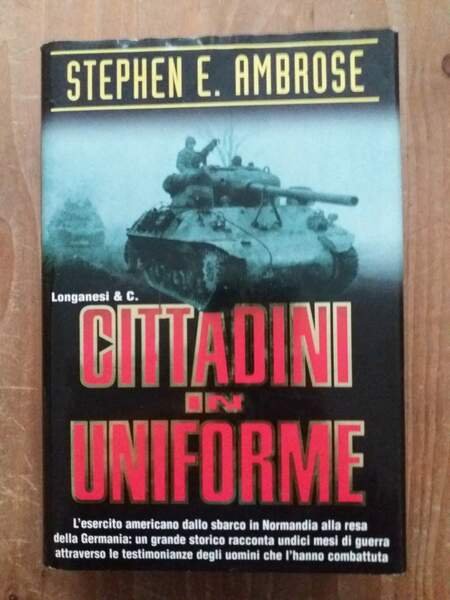 STEPHEN E. AMBROSE
Longanesi & C.
CITTADINI
IN
UNIFORME
L'esercito americano dallo sbarco in Normandia alla resa
della Germania: un grande storico racconta undici mesi di guerra
attraverso le testimonianze degli uomini che l'hanno combattuta